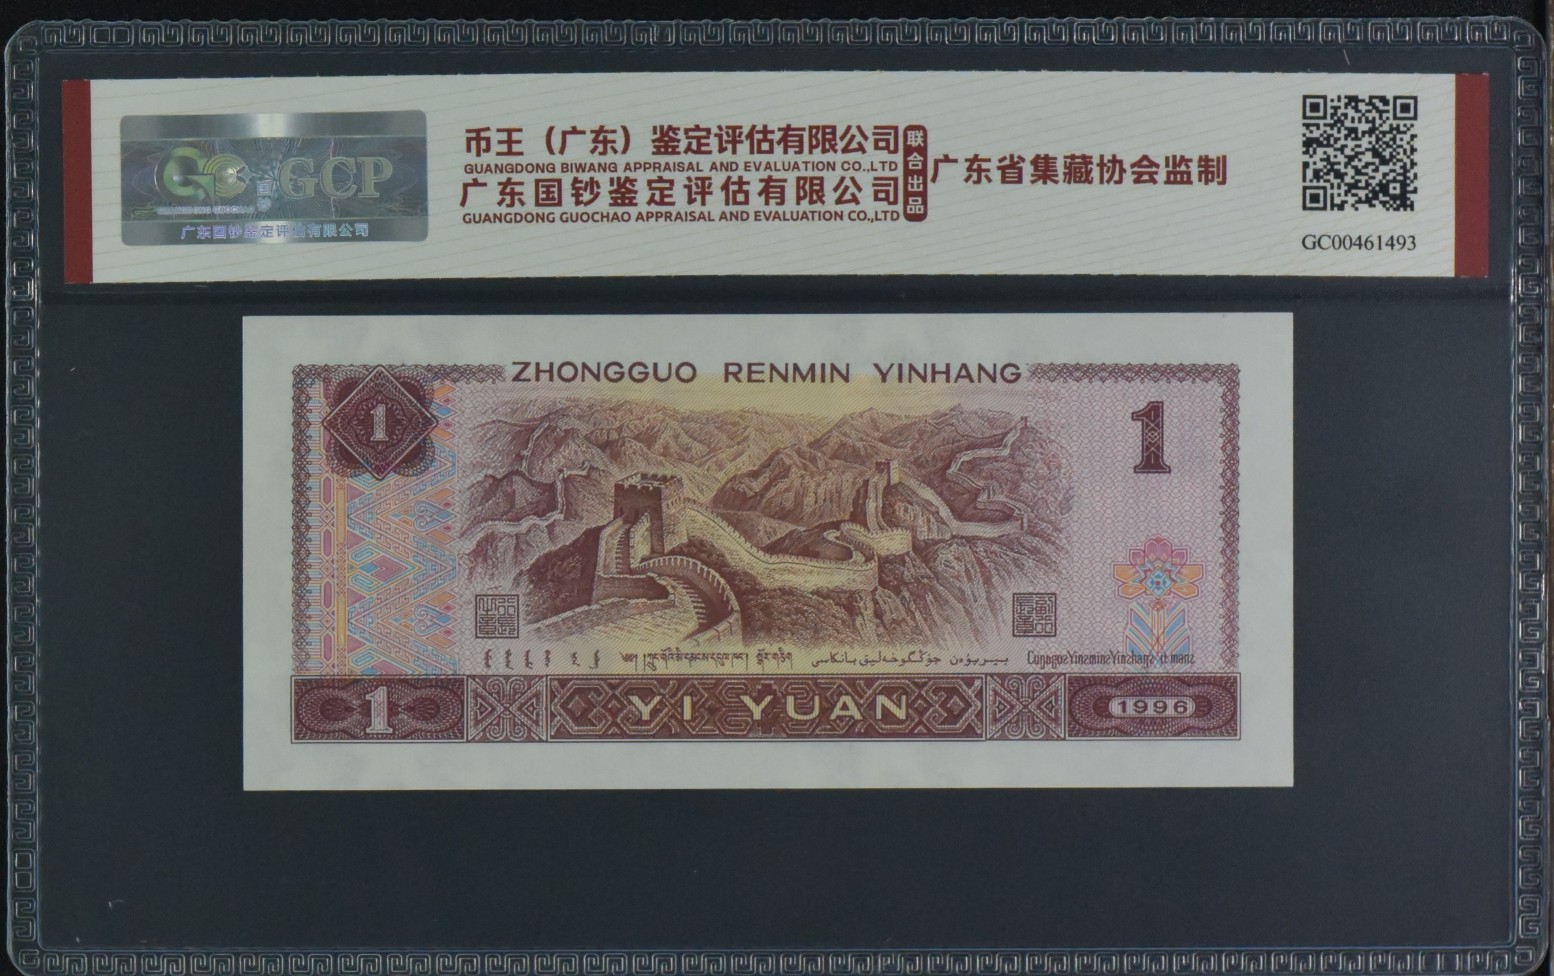 币王（广东）鉴定评估有限公司
GUANGDONG BIWANG APPRAISAL AND EVALUATION CO.,LTD
广东国钞鉴定评估有限公司
GUANGDONG GUOCHAO APPRAISAL AND EVALUATION CO.,LTD
联合出品
广东省集藏协会监制
GC00461493
GCP
广东国钞鉴定评估有限公司
ZHONGGUO RENMIN YINHANG
1
1
1
YI YUAN
1996